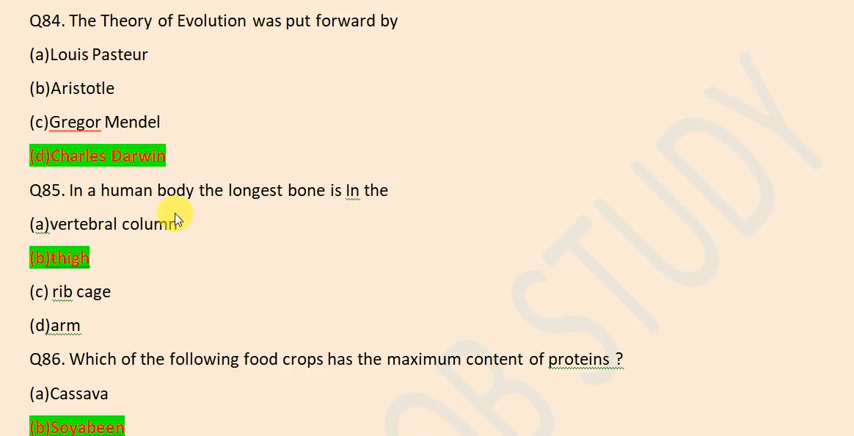 Q84. The Theory of Evolution was put forward by
(a)Louis Pasteur
(b)Aristotle
(c)Gregor Mendel
(d)Charles Darwin
Q85. In a human body the longest bone is In the
(a)vertebral column
(b)thigh
(c) rib cage
(d)arm
Q86. Which of the following food crops has the maximum content of proteins ?
(a)Cassava
(b)Soyabeen
OB STUDY